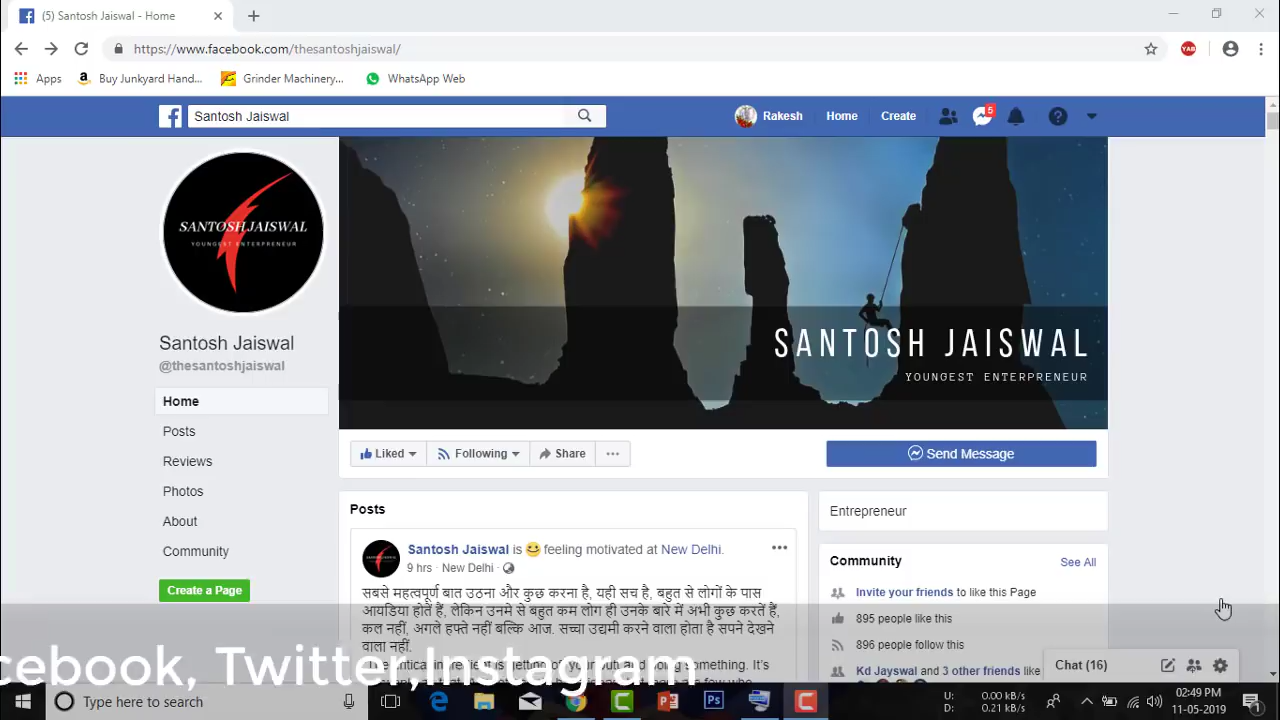 (5) Santosh Jaiswal - Home
https://www.facebook.com/thesantoshjaiswal/
Apps
Buy Junkyard Hand...
Grinder Machinery...
WhatsApp Web
Santosh Jaiswal
Rakesh
Home
Create
5
SANTOSH JAISWAL
YOUNGEST ENTERPRENEUR
Santosh Jaiswal
@thesantoshjaiswal
Home
Posts
Reviews
Photos
About
Community
Create a Page
SANTOSH JAISWAL
YOUNGEST ENTERPRENEUR
Liked
Following
Share
Send Message
Posts
Santosh Jaiswal is feeling motivated at New Delhi.
9 hrs · New Delhi ·
सबसे महत्वपूर्ण बात उठना और कुछ करना है, यही सच है, बहुत से लोगों के पास
आयडिया होतें हैं, लेकिन उनमे से बहुत कम लोग ही उनके बारे में अभी कुछ करतें हैं,
कल नहीं, अगले हफ्ते नहीं बल्कि आज. सच्चा उद्यमी करने वाला होता है सपने देखने
वाला नहीं.
Entrepreneur
Community
See All
Invite your friends to like this Page
895 people like this
896 people follow this
Kd Jayswal and 3 other friends like
Chat (16)
cebook, Twitter,Instagram
Type here to search
U: 0.00 kB/s
D: 0.21 kB/s
02:49 PM
11-05-2019
1